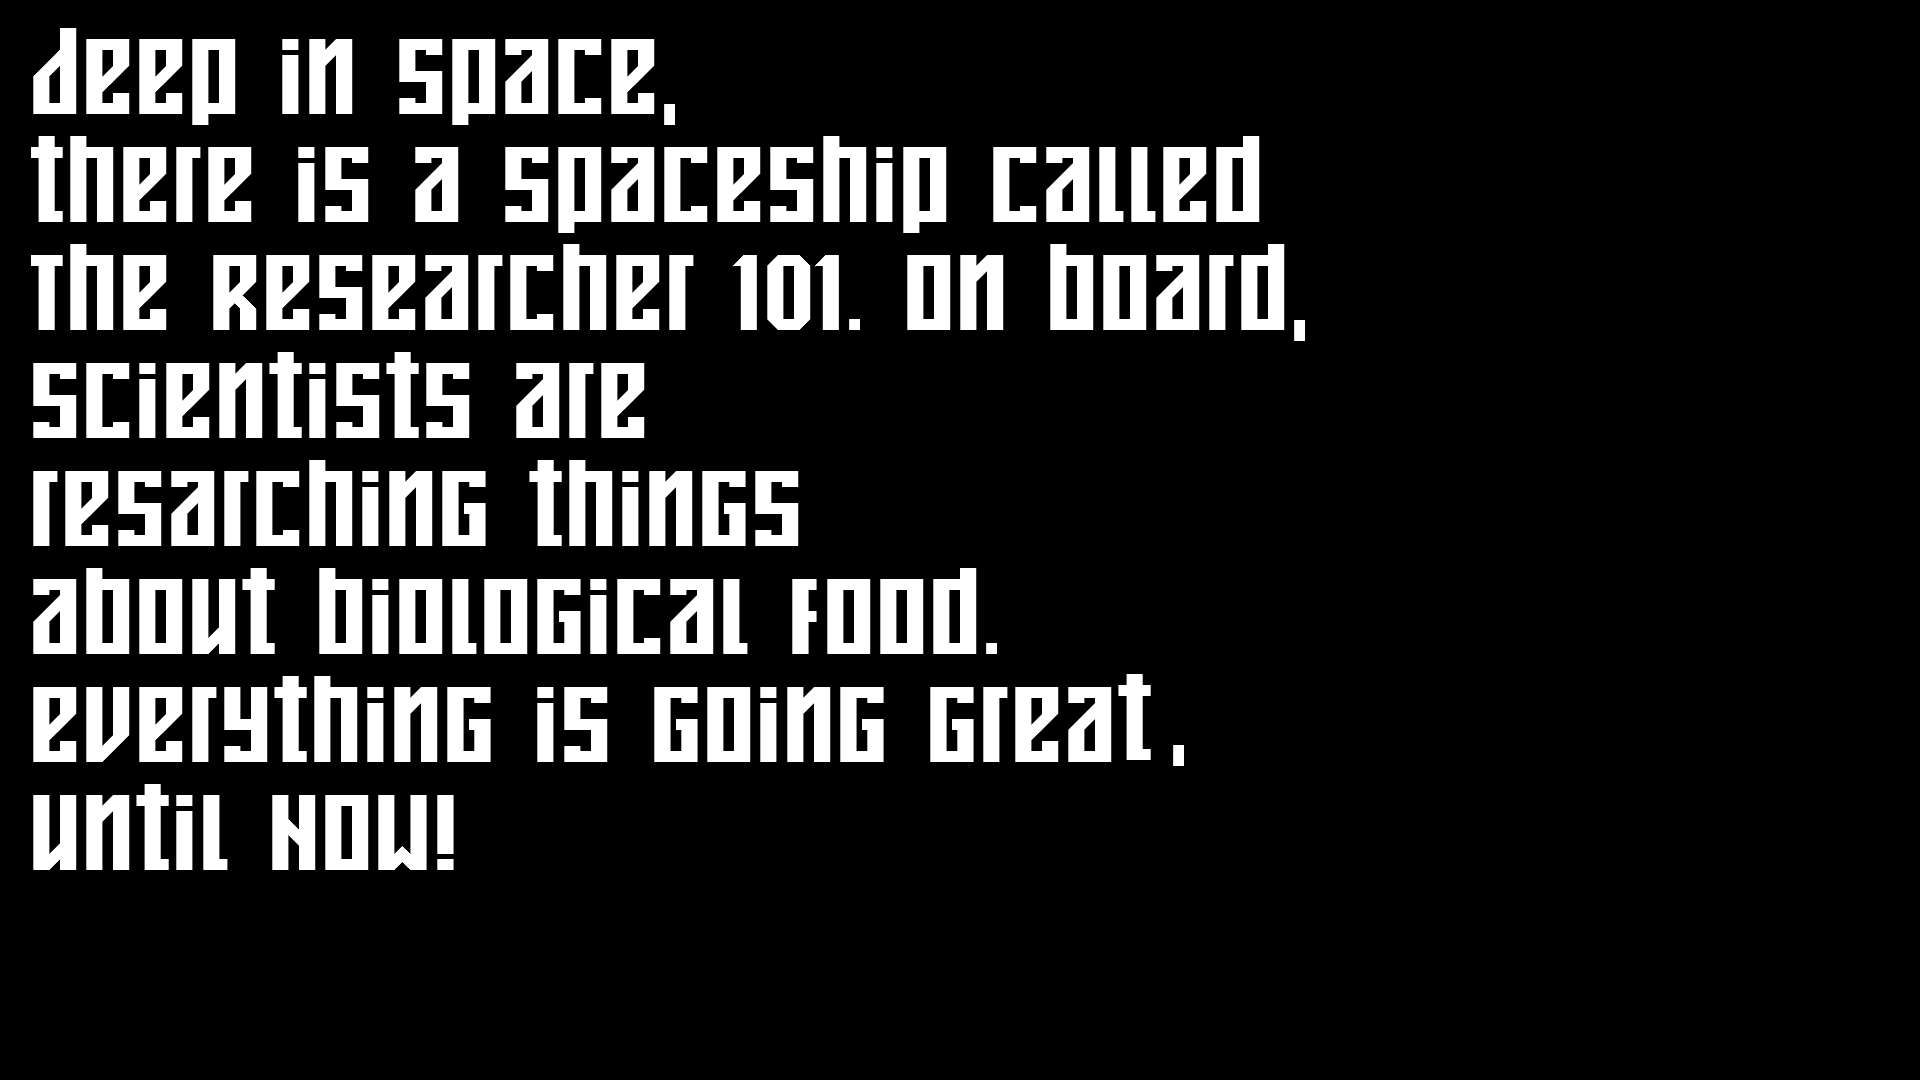 Deep in space,
there is a spaceship called
The Researcher 101. On board,
scientists are
resarching things
about biological food.
everything is going great ,
until NOW!